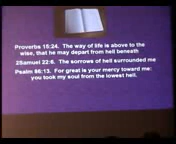 Proverbs 15:24. The way of life is above to the
wise, that he may depart from hell beneath
2Samuel 22:6. The sorrows of hell surrounded me
Psalm 86:13. For great is your mercy toward me:
you took my soul from the lowest hell.